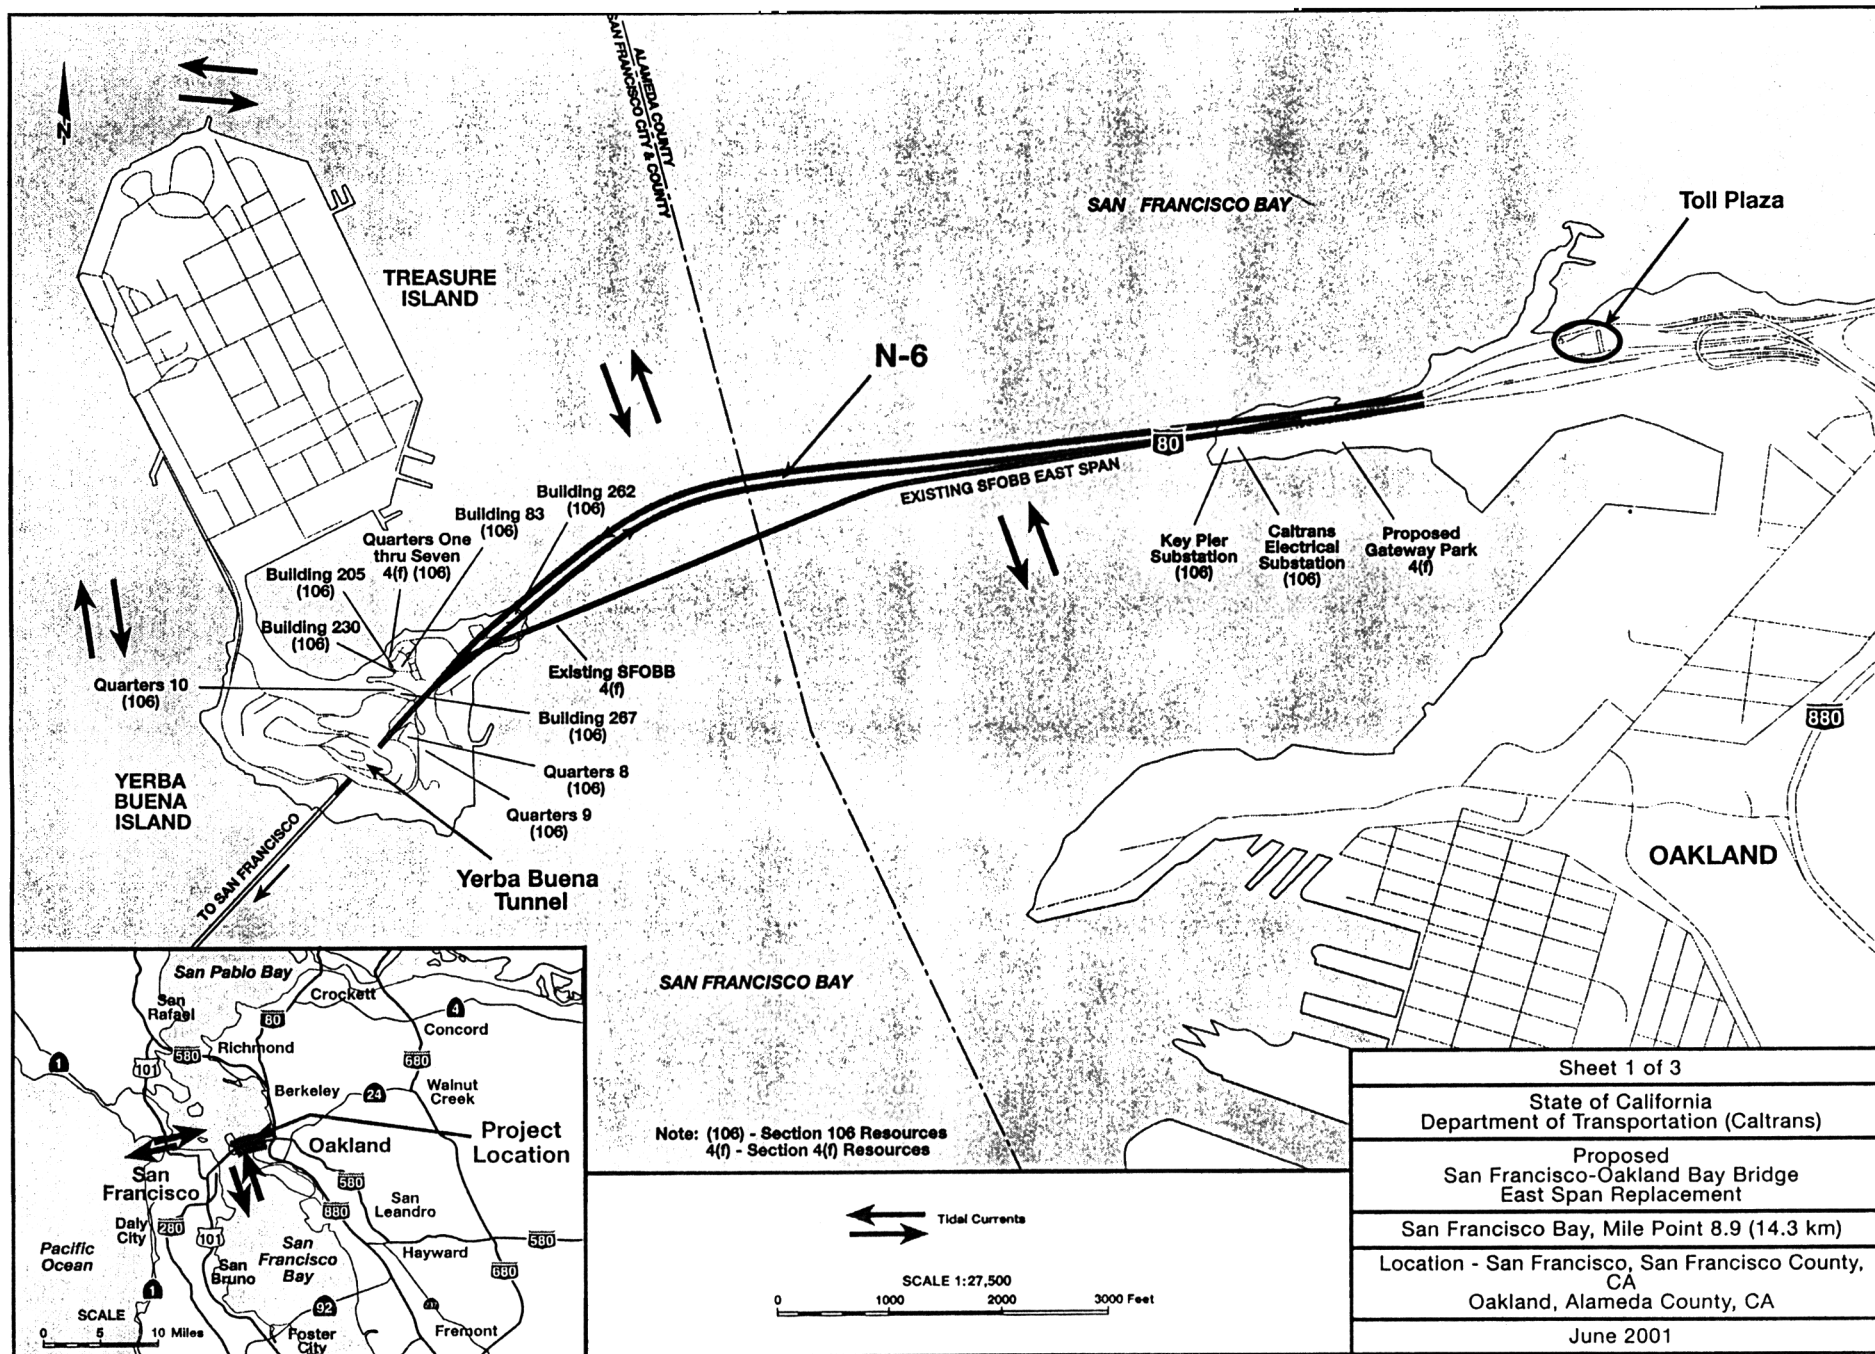 N
ALAMEDA COUNTY
SAN FRANCISCO CITY & COUNTY
SAN FRANCISCO BAY
Toll Plaza
TREASURE
ISLAND
N-6
80
EXISTING SFOBB EAST SPAN
Building 262
(106)
Building 83
(106)
Quarters One
thru Seven
4(f) (106)
Building 205
(106)
Building 230
(106)
Quarters 10
(106)
Key Pier
Substation
(106)
Caltrans
Electrical
Substation
(106)
Proposed
Gateway Park
4(f)
Existing SFOBB
4(f)
Building 267
(106)
Quarters 8
(106)
Quarters 9
(106)
YERBA
BUENA
ISLAND
TO SAN FRANCISCO
Yerba Buena
Tunnel
880
OAKLAND
SAN FRANCISCO BAY
Note: (106) - Section 106 Resources
4(f) - Section 4(f) Resources
San Pablo Bay
San
Rafael
Crockett
4
Concord
80
Richmond
580
680
1
101
Berkeley
24
Walnut
Creek
Project
Location
Oakland
San
Francisco
580
880
San
Leandro
Daly
City
280
101
Pacific
Ocean
San
Bruno
San
Francisco
Bay
Hayward
580
680
1
92
SCALE
0 5 10 Miles
Foster
City
Fremont
Tidal Currents
SCALE 1:27,500
0 1000 2000 3000 Feet
Sheet 1 of 3
State of California
Department of Transportation (Caltrans)
Proposed
San Francisco-Oakland Bay Bridge
East Span Replacement
San Francisco Bay, Mile Point 8.9 (14.3 km)
Location - San Francisco, San Francisco County,
CA
Oakland, Alameda County, CA
June 2001